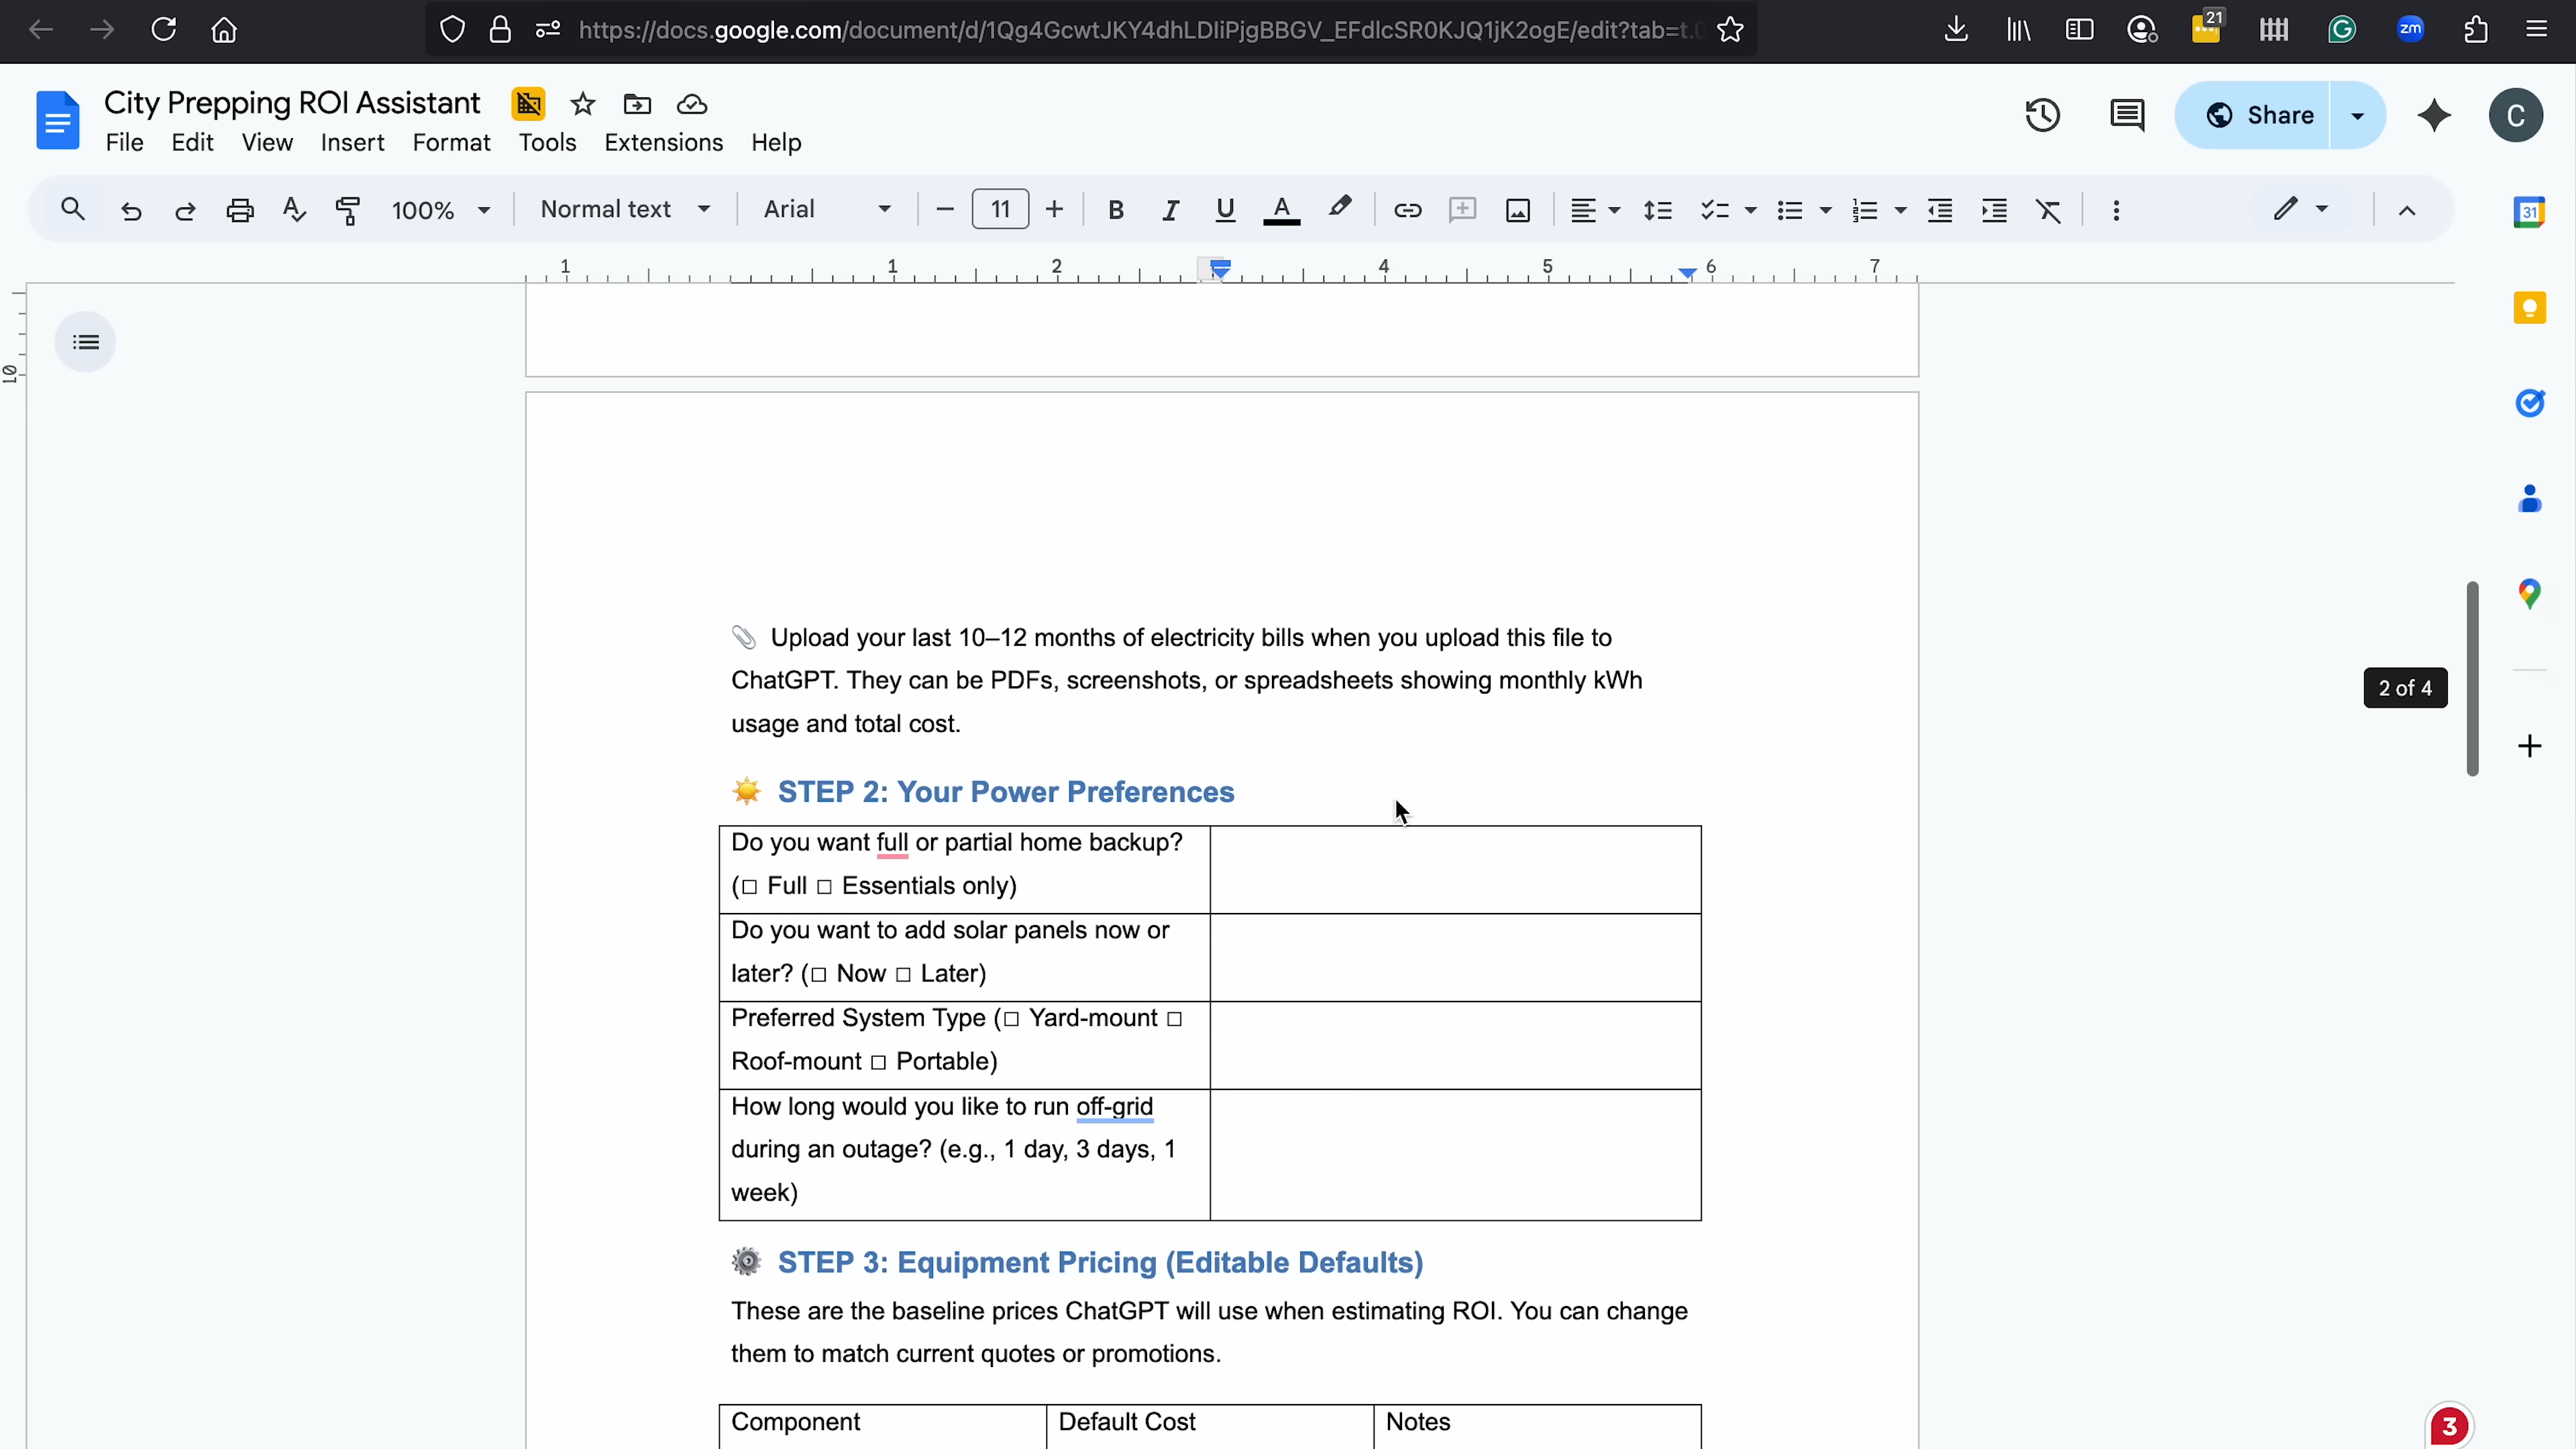 https://docs.google.com/document/d/1Qg4GcwtJKY4dhLDIiPjgBBGV_EFdlcSR0KJQ1jK2ogE/edit?tab=t.0
21
zm
City Prepping ROI Assistant
File Edit View Insert Format Tools Extensions Help
Share
C
100% Normal text Arial 11
31
1 1 2 4 5 6 7
10
📎 Upload your last 10–12 months of electricity bills when you upload this file to
ChatGPT. They can be PDFs, screenshots, or spreadsheets showing monthly kWh
usage and total cost.
2 of 4
☀️ STEP 2: Your Power Preferences
Do you want full or partial home backup?
(☐ Full ☐ Essentials only)
Do you want to add solar panels now or
later? (☐ Now ☐ Later)
Preferred System Type (☐ Yard-mount ☐
Roof-mount ☐ Portable)
How long would you like to run off-grid
during an outage? (e.g., 1 day, 3 days, 1
week)
⚙️ STEP 3: Equipment Pricing (Editable Defaults)
These are the baseline prices ChatGPT will use when estimating ROI. You can change
them to match current quotes or promotions.
Component Default Cost Notes
3